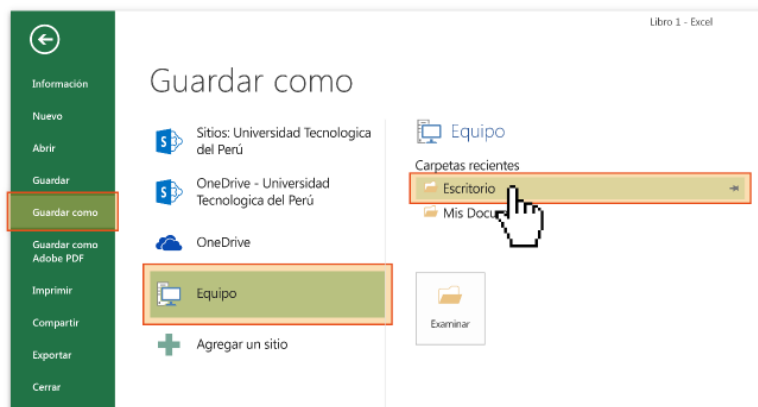 Libro 1 - Excel
Información
Nuevo
Abrir
Guardar
Guardar como
Guardar como
Adobe PDF
Imprimir
Compartir
Exportar
Cerrar
Guardar como
Sitios: Universidad Tecnologica
del Perú
OneDrive - Universidad
Tecnologica del Perú
OneDrive
Equipo
Agregar un sitio
Equipo
Carpetas recientes
Escritorio
Mis
Examinar